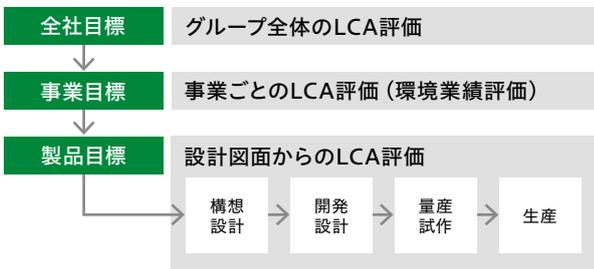 全社目標
グループ全体のLCA評価
事業目標
事業ごとのLCA評価（環境業績評価）
製品目標
設計図面からのLCA評価
構想
設計
開発
設計
量産
試作
生産